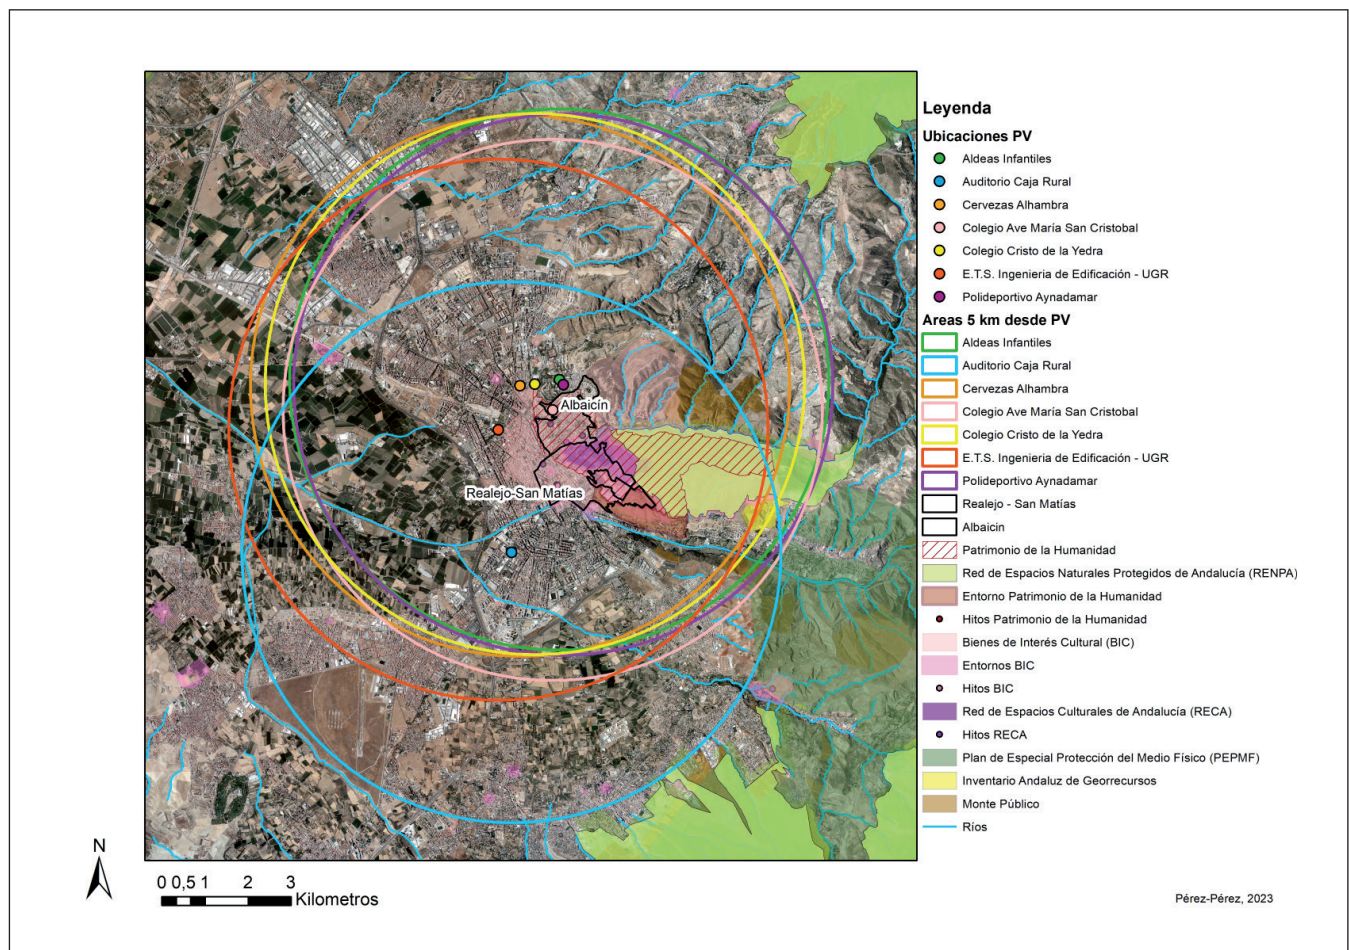 Albaicín
Realejo-San Matías
Leyenda
Ubicaciones PV
Aldeas Infantiles
Auditorio Caja Rural
Cervezas Alhambra
Colegio Ave María San Cristobal
Colegio Cristo de la Yedra
E.T.S. Ingenieria de Edificación - UGR
Polideportivo Aynadamar
Areas 5 km desde PV
Aldeas Infantiles
Auditorio Caja Rural
Cervezas Alhambra
Colegio Ave María San Cristobal
Colegio Cristo de la Yedra
E.T.S. Ingenieria de Edificación - UGR
Polideportivo Aynadamar
Realejo - San Matías
Albaicin
Patrimonio de la Humanidad
Red de Espacios Naturales Protegidos de Andalucía (RENPA)
Entorno Patrimonio de la Humanidad
Hitos Patrimonio de la Humanidad
Bienes de Interés Cultural (BIC)
Entornos BIC
Hitos BIC
Red de Espacios Culturales de Andalucía (RECA)
Hitos RECA
Plan de Especial Protección del Medio Físico (PEPMF)
Inventario Andaluz de Georrecursos
Monte Público
Ríos
N
0 0,5 1 2 3
Kilometros
Pérez-Pérez, 2023